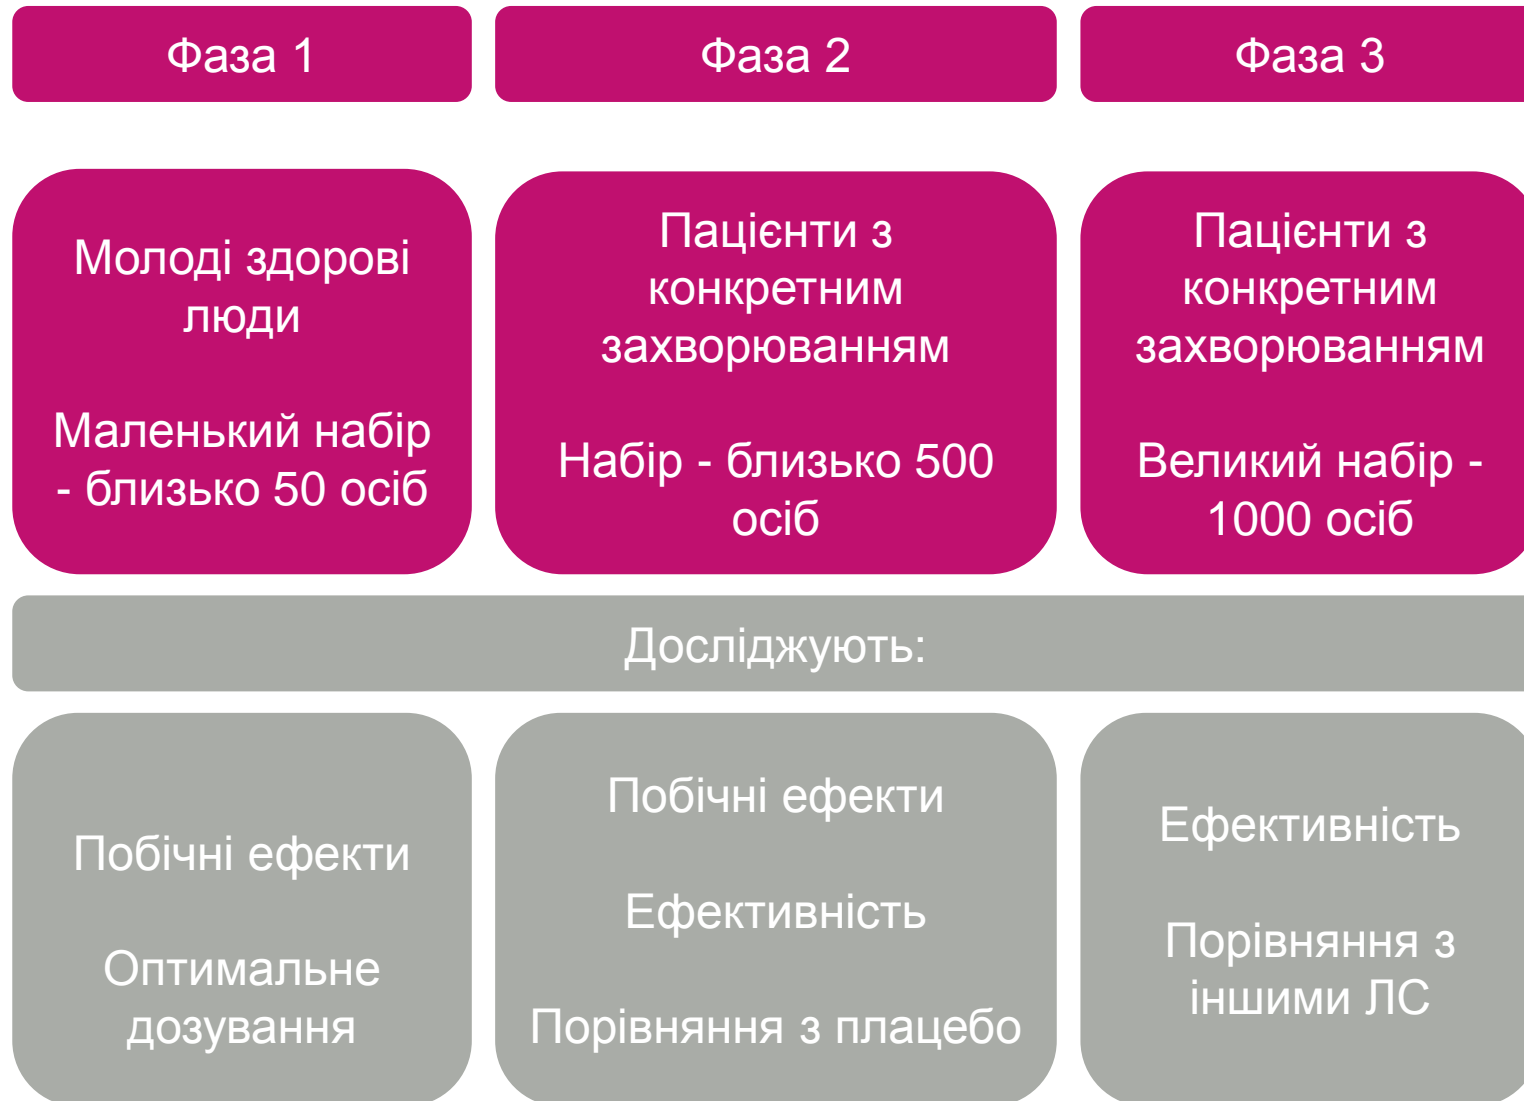 Фаза 1
Фаза 2
Фаза 3
Молоді здорові
люди
Маленький набір
- близько 50 осіб
Пацієнти з
конкретним
захворюванням
Набір - близько 500
осіб
Пацієнти з
конкретним
захворюванням
Великий набір -
1000 осіб
Досліджують:
Побічні ефекти
Оптимальне
дозування
Побічні ефекти
Ефективність
Порівняння з плацебо
Ефективність
Порівняння з
іншими ЛС